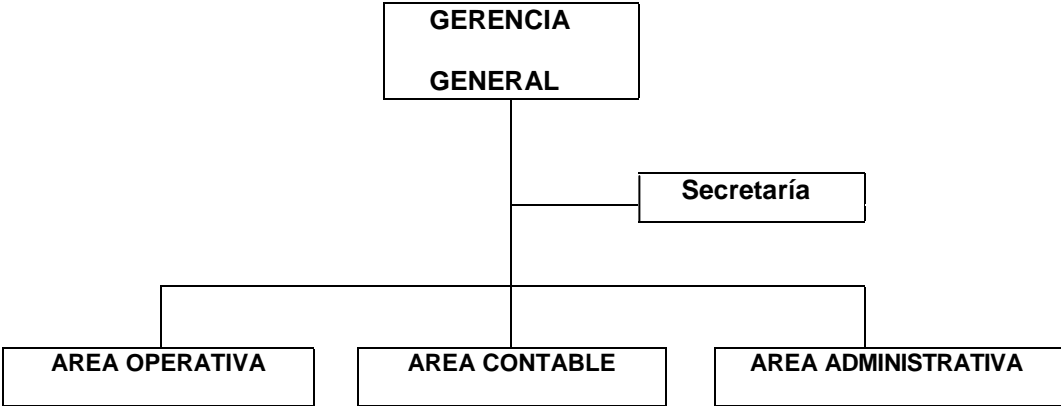 GERENCIA
GENERAL
Secretaría
AREA OPERATIVA
AREA CONTABLE
AREA ADMINISTRATIVA